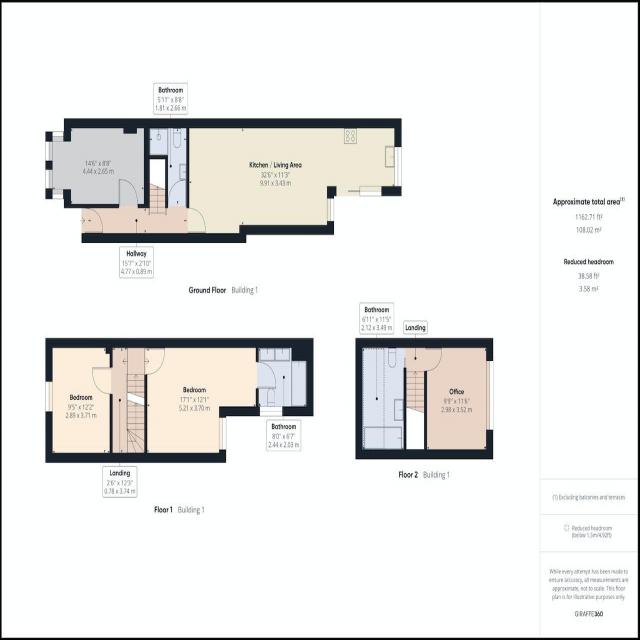 Bathroom
5'11" x 8'8"
1.81 x 2.66 m
14'6" x 8'8"
4.44 x 2.65 m
Kitchen / Living Area
32'6" x 11'3"
9.91 x 3.43 m
Hallway
15'7" x 2'10"
4.77 x 0.89 m
Ground Floor Building 1
Approximate total area(1)
1162.71 ft²
108.02 m²
Reduced headroom
38.58 ft²
3.58 m²
Bedroom
9'5" x 12'2"
2.89 x 3.71 m
Bedroom
17'1" x 12'1"
5.21 x 3.70 m
Bathroom
8'0" x 6'7"
2.44 x 2.03 m
Landing
2'6" x 12'3"
0.78 x 3.74 m
Floor 1 Building 1
Bathroom
6'11" x 11'5"
2.12 x 3.49 m
Landing
Office
9'9" x 11'6"
2.98 x 3.52 m
Floor 2 Building 1
(1) Excluding balconies and terraces
Reduced headroom
(below 1.5m/4.92ft)
While every attempt has been made to
ensure accuracy, all measurements are
approximate, not to scale. This floor
plan is for illustrative purposes only.
GIRAFFE360